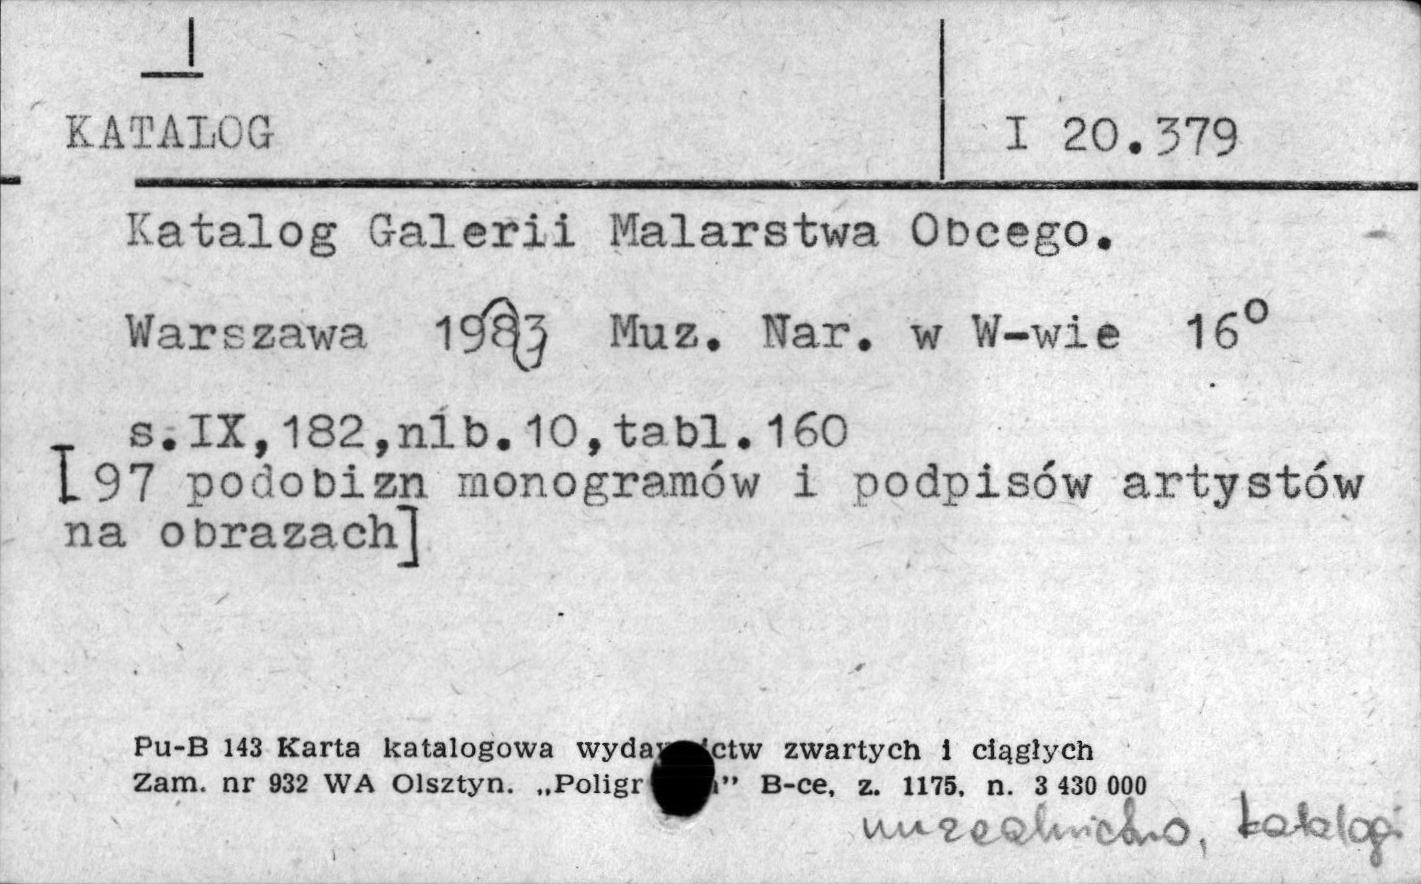 KATALOG
I 20.379
Katalog Galerii Malarstwa Obcego.
Warszawa 1983 Muz. Nar. w W-wie 16°
s.IX,182,nlb.10,tabl.160
[97 podobizn monogramów i podpisów artystów
na obrazach]
Pu-B 143 Karta katalogowa wydawnictw zwartych i ciągłych
Zam. nr 932 WA Olsztyn. „Poligr ” B-ce, z. 1175, n. 3 430 000
muzealnictwo, katalogi